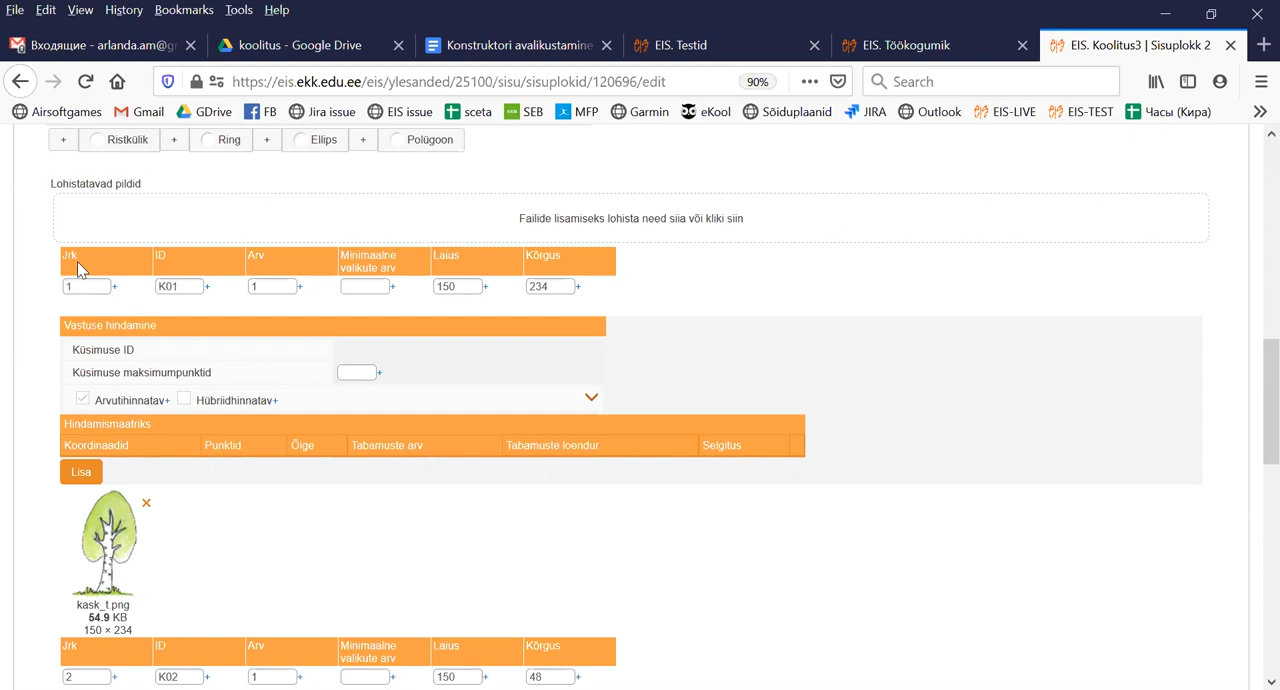 File Edit View History Bookmarks Tools Help
Входящие - arlanda.am@gr
koolitus - Google Drive
Konstruktori avalikustamine
EIS. Testid
EIS. Töökogumik
EIS. Koolitus3 | Sisuplokk 2
https://eis.ekk.edu.ee/eis/ylesanded/25100/sisu/sisuplokid/120696/edit
90%
Search
Airsoftgames Gmail GDrive FB Jira issue EIS issue sceta SEB MFP Garmin eKool Sõiduplaanid JIRA Outlook EIS-LIVE EIS-TEST Часы (Кира)
+ Ristkülik + Ring + Ellips + Polügoon
Lohistatavad pildid
Failide lisamiseks lohista need siia või kliki siin
Jrk ID Arv Minimaalne valikute arv Laius Kõrgus
1 + K01 + 1 + + 150 + 234 +
Vastuse hindamine
Küsimuse ID
Küsimuse maksimumpunktid +
Arvutihinnatav+ Hübriidhinnatav+
Hindamismaatriks
Koordinaadid Punktid Õige Tabamuste arv Tabamuste loendur Selgitus
Lisa
kask_t.png
54.9 KB
150 × 234
Jrk ID Arv Minimaalne valikute arv Laius Kõrgus
2 + K02 + 1 + + 150 + 48 +